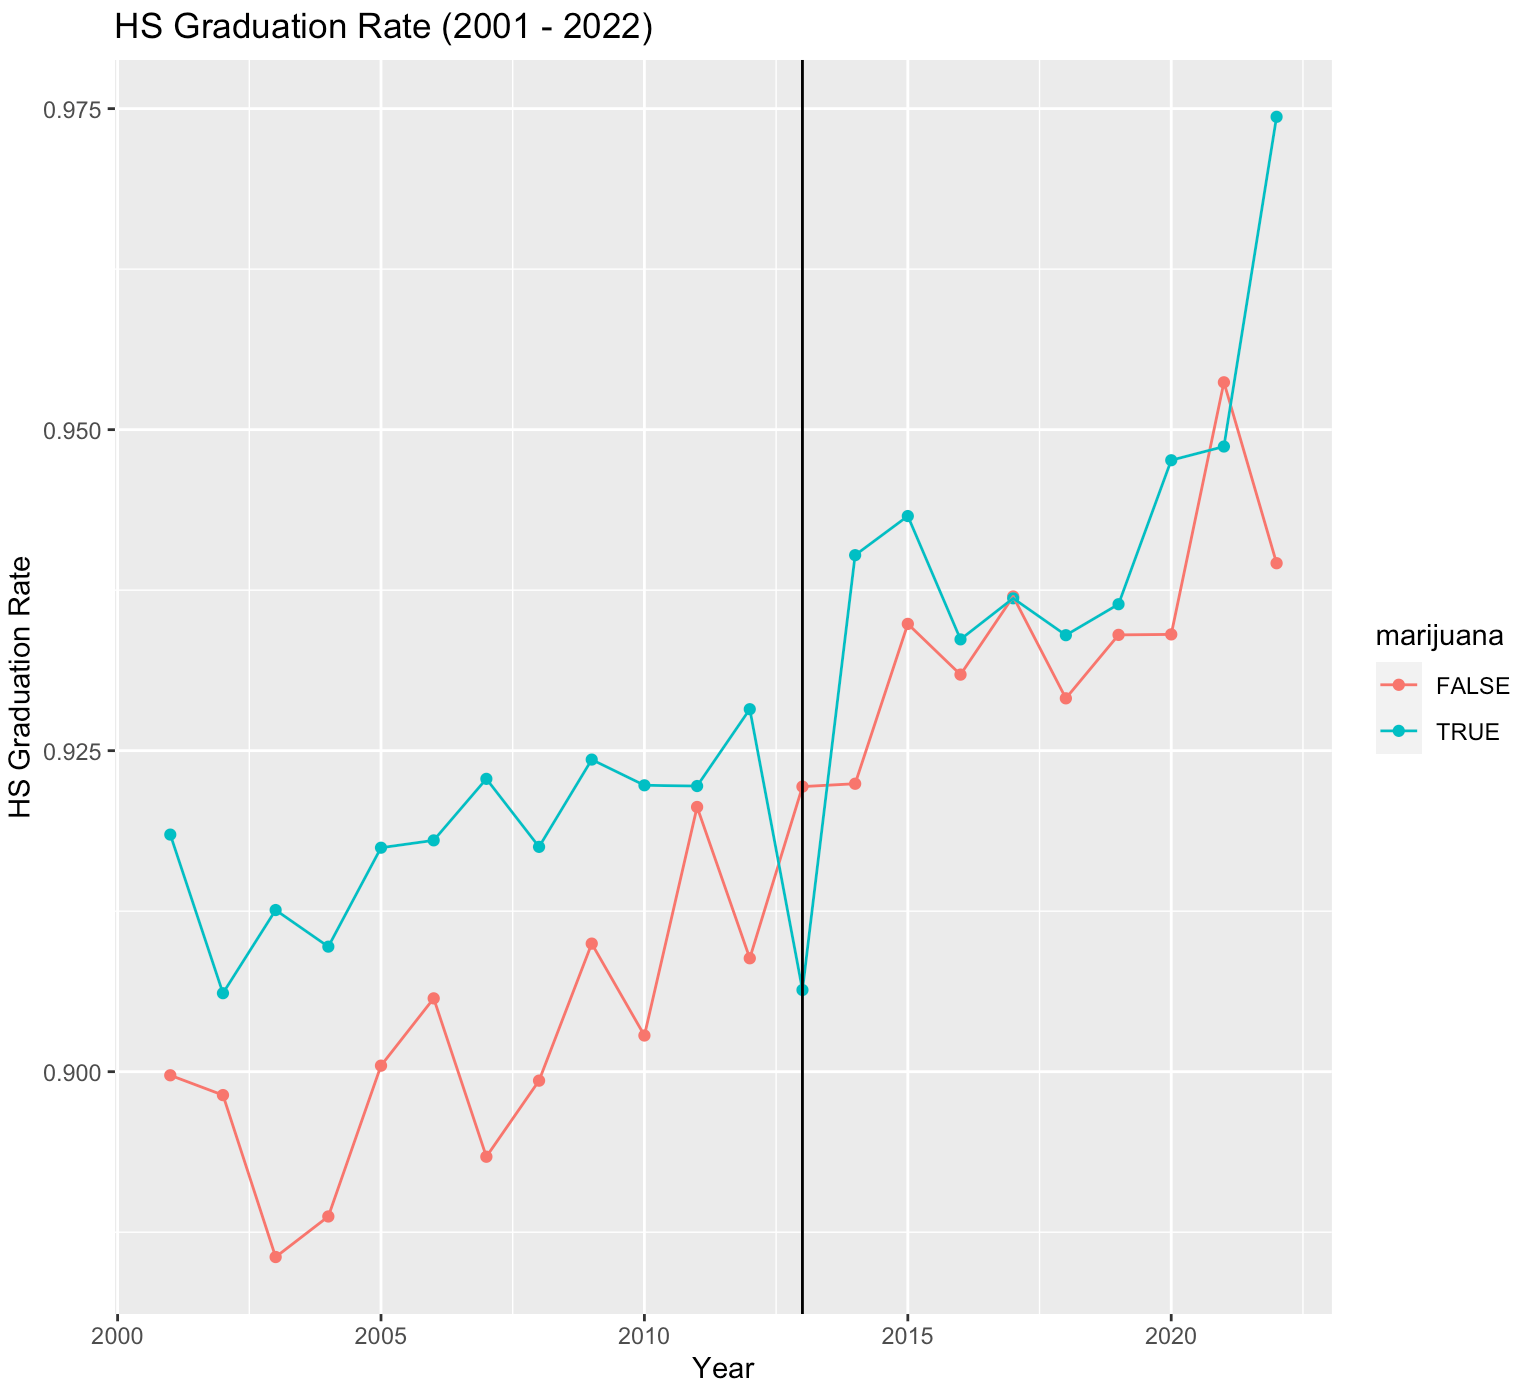 HS Graduation Rate (2001 - 2022)
0.975
0.950
0.925
0.900
HS Graduation Rate
2000
2005
2010
2015
2020
Year
marijuana
FALSE
TRUE